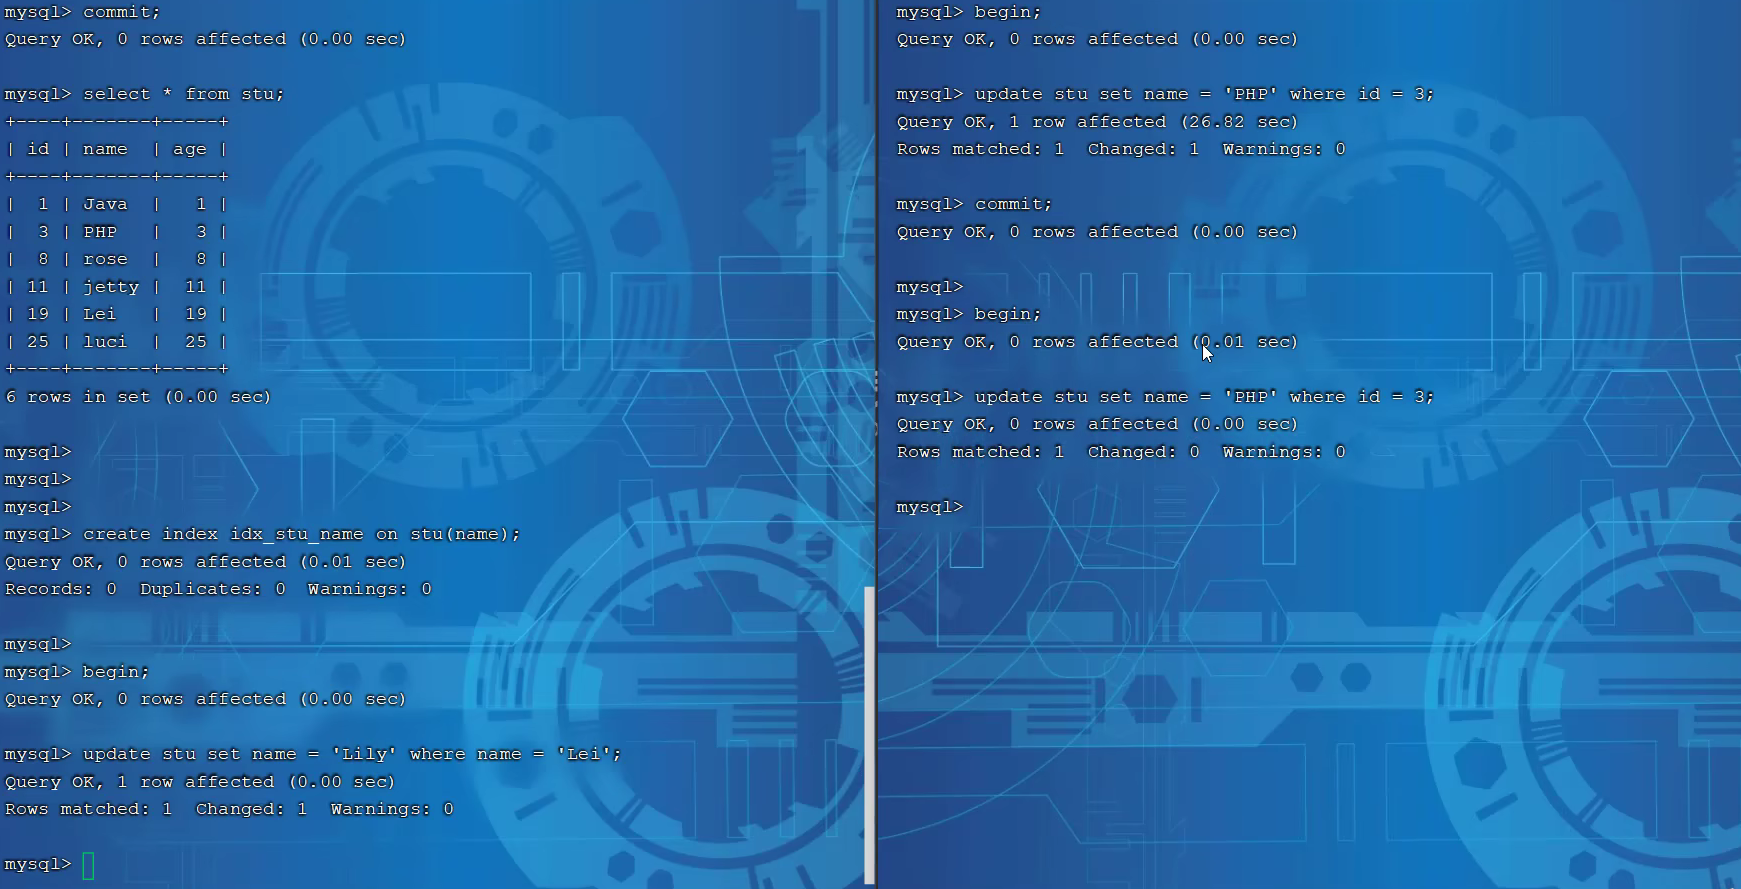 mysql> commit;
Query OK, 0 rows affected (0.00 sec)
mysql> select * from stu;
+----+-------+-----+
| id | name  | age |
+----+-------+-----+
|  1 | Java  |   1 |
|  3 | PHP   |   3 |
|  8 | rose  |   8 |
| 11 | jetty |  11 |
| 19 | Lei   |  19 |
| 25 | luci  |  25 |
+----+-------+-----+
6 rows in set (0.00 sec)
mysql>
mysql>
mysql>
mysql> create index idx_stu_name on stu(name);
Query OK, 0 rows affected (0.01 sec)
Records: 0  Duplicates: 0  Warnings: 0
mysql>
mysql> begin;
Query OK, 0 rows affected (0.00 sec)
mysql> update stu set name = 'Lily' where name = 'Lei';
Query OK, 1 row affected (0.00 sec)
Rows matched: 1  Changed: 1  Warnings: 0
mysql>
mysql> begin;
Query OK, 0 rows affected (0.00 sec)
mysql> update stu set name = 'PHP' where id = 3;
Query OK, 1 row affected (26.82 sec)
Rows matched: 1  Changed: 1  Warnings: 0
mysql> commit;
Query OK, 0 rows affected (0.00 sec)
mysql>
mysql> begin;
Query OK, 0 rows affected (0.01 sec)
mysql> update stu set name = 'PHP' where id = 3;
Query OK, 0 rows affected (0.00 sec)
Rows matched: 1  Changed: 0  Warnings: 0
mysql>